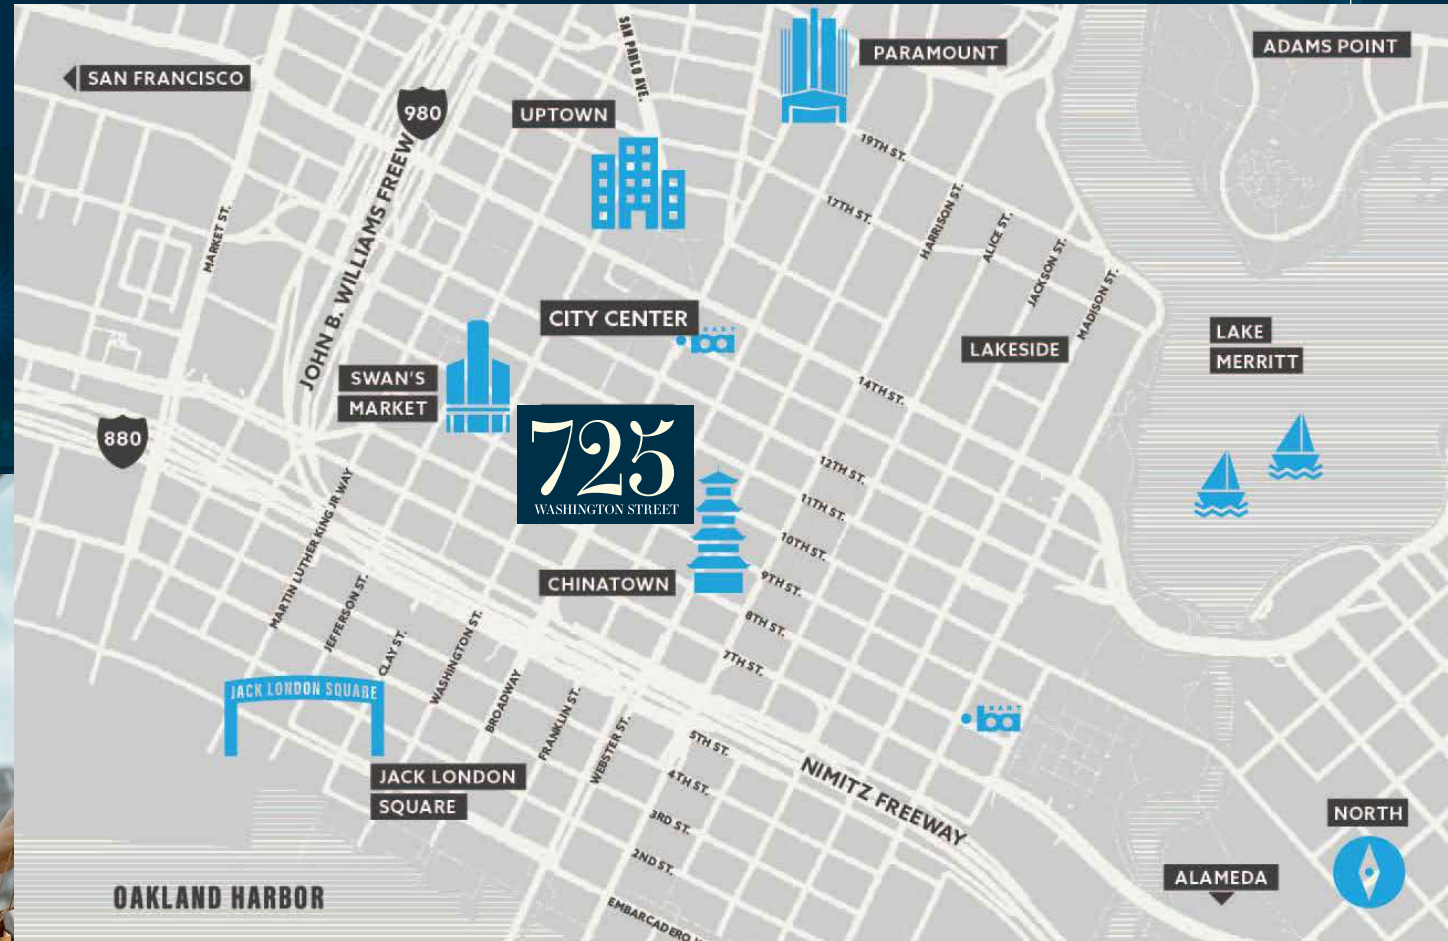 SAN FRANCISCO
980
UPTOWN
SAN PABLO AVE.
PARAMOUNT
ADAMS POINT
19TH ST.
17TH ST.
HARRISON ST.
ALICE ST.
JACKSON ST.
MADISON ST.
MARKET ST.
JOHN B. WILLIAMS FREEW
CITY CENTER
BART
ba
LAKESIDE
LAKE
MERRITT
SWAN'S
MARKET
880
14TH ST.
725
WASHINGTON STREET
12TH ST.
11TH ST.
10TH ST.
9TH ST.
8TH ST.
7TH ST.
CHINATOWN
MARTIN LUTHER KING JR WAY
JEFFERSON ST.
CLAY ST.
WASHINGTON ST.
BROADWAY
FRANKLIN ST.
WEBSTER ST.
JACK LONDON SQUARE
BART
ba
5TH ST.
4TH ST.
3RD ST.
2ND ST.
EMBARCADERO
NIMITZ FREEWAY
JACK LONDON
SQUARE
NORTH
ALAMEDA
OAKLAND HARBOR